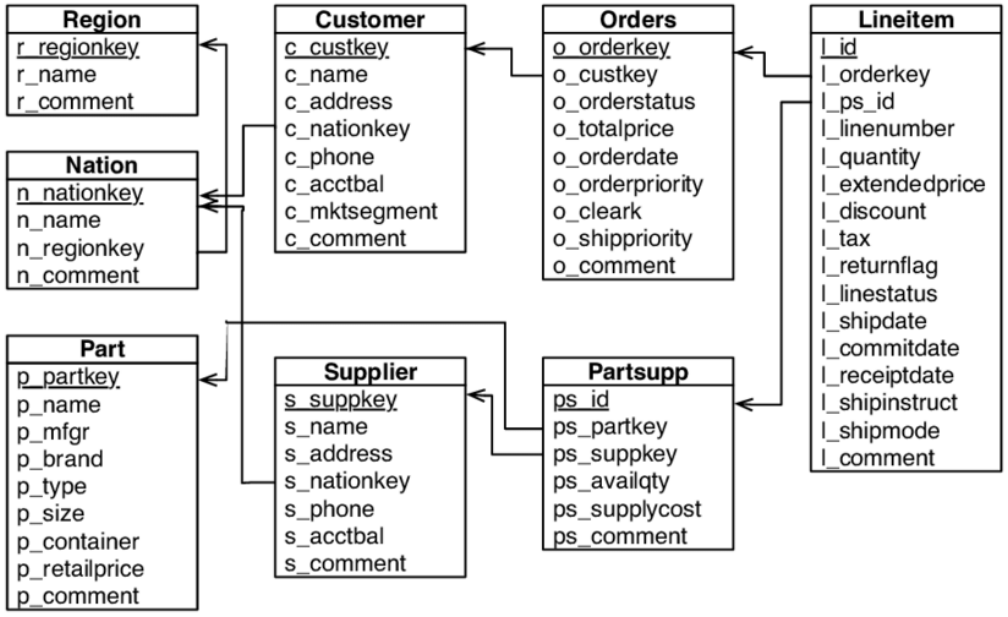 Region
r_regionkey
r_name
r_comment
Nation
n_nationkey
n_name
n_regionkey
n_comment
Part
p_partkey
p_name
p_mfgr
p_brand
p_type
p_size
p_container
p_retailprice
p_comment
Customer
c_custkey
c_name
c_address
c_nationkey
c_phone
c_acctbal
c_mktsegment
c_comment
Supplier
s_suppkey
s_name
s_address
s_nationkey
s_phone
s_acctbal
s_comment
Orders
o_orderkey
o_custkey
o_orderstatus
o_totalprice
o_orderdate
o_orderpriority
o_cleark
o_shippriority
o_comment
Partsupp
ps_id
ps_partkey
ps_suppkey
ps_availqty
ps_supplycost
ps_comment
Lineitem
l_id
l_orderkey
l_ps_id
l_linenumber
l_quantity
l_extendedprice
l_discount
l_tax
l_returnflag
l_linestatus
l_shipdate
l_commitdate
l_receiptdate
l_shipinstruct
l_shipmode
l_comment